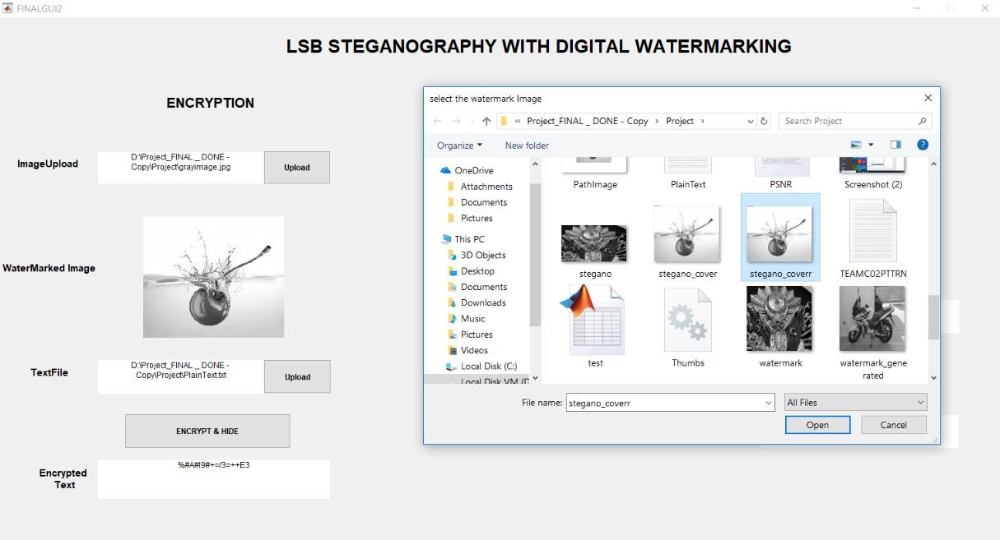 FINALGUI2
LSB STEGANOGRAPHY WITH DIGITAL WATERMARKING
ENCRYPTION
ImageUpload
D:\Project_FINAL _ DONE -
Copy\Project\grayimage.jpg
Upload
WaterMarked Image
TextFile
D:\Project_FINAL _ DONE -
Copy\Project\PlainText.txt
Upload
ENCRYPT & HIDE
Encrypted
Text
%#A#I9#+=/3=++E3
select the watermark Image
« Project_FINAL _ DONE - Copy › Project ›
Search Project
Organize
New folder
OneDrive
Attachments
Documents
Pictures
This PC
3D Objects
Desktop
Documents
Downloads
Music
Pictures
Videos
Local Disk (C:)
Local Disk VM (D
PathImage
PlainText
PSNR
Screenshot (2)
stegano
stegano_cover
stegano_coverr
TEAMC02PTTRN
test
Thumbs
watermark
watermark_gene
rated
File name:
stegano_coverr
All Files
Open
Cancel